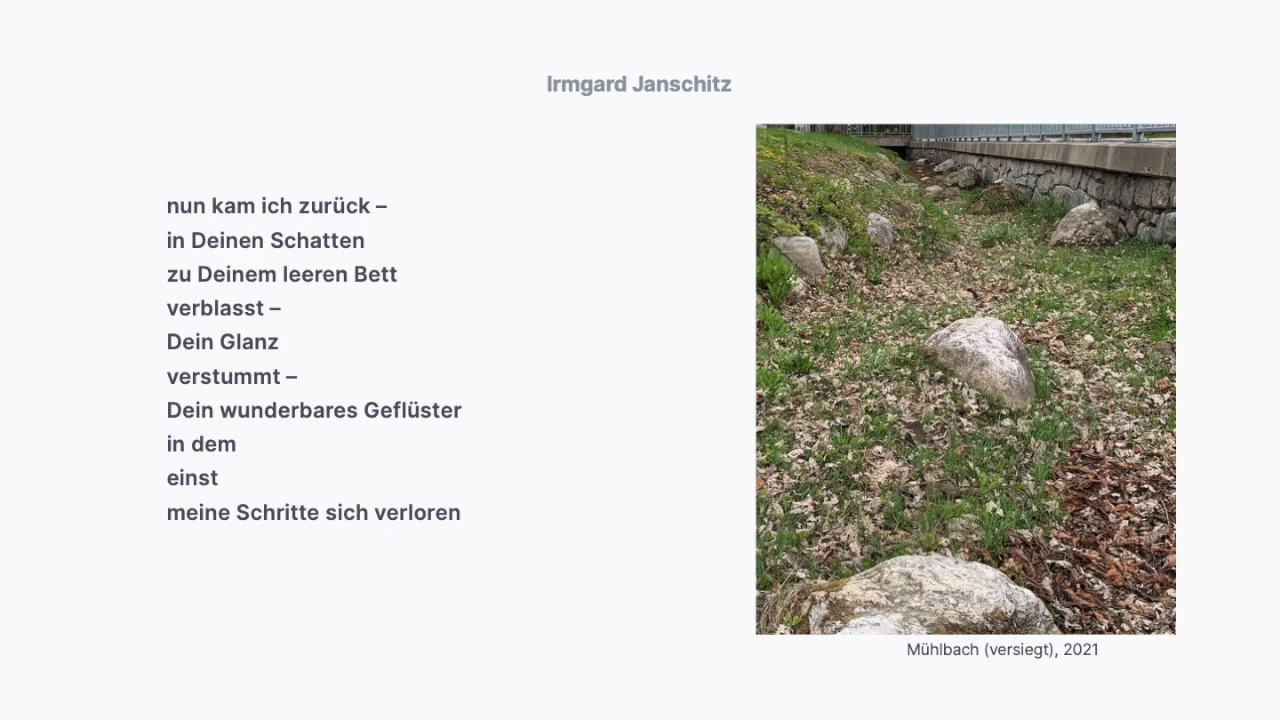 Irmgard Janschitz
nun kam ich zurück –
in Deinen Schatten
zu Deinem leeren Bett
verblasst –
Dein Glanz
verstummt –
Dein wunderbares Geflüster
in dem
einst
meine Schritte sich verloren
Mühlbach (versiegt), 2021